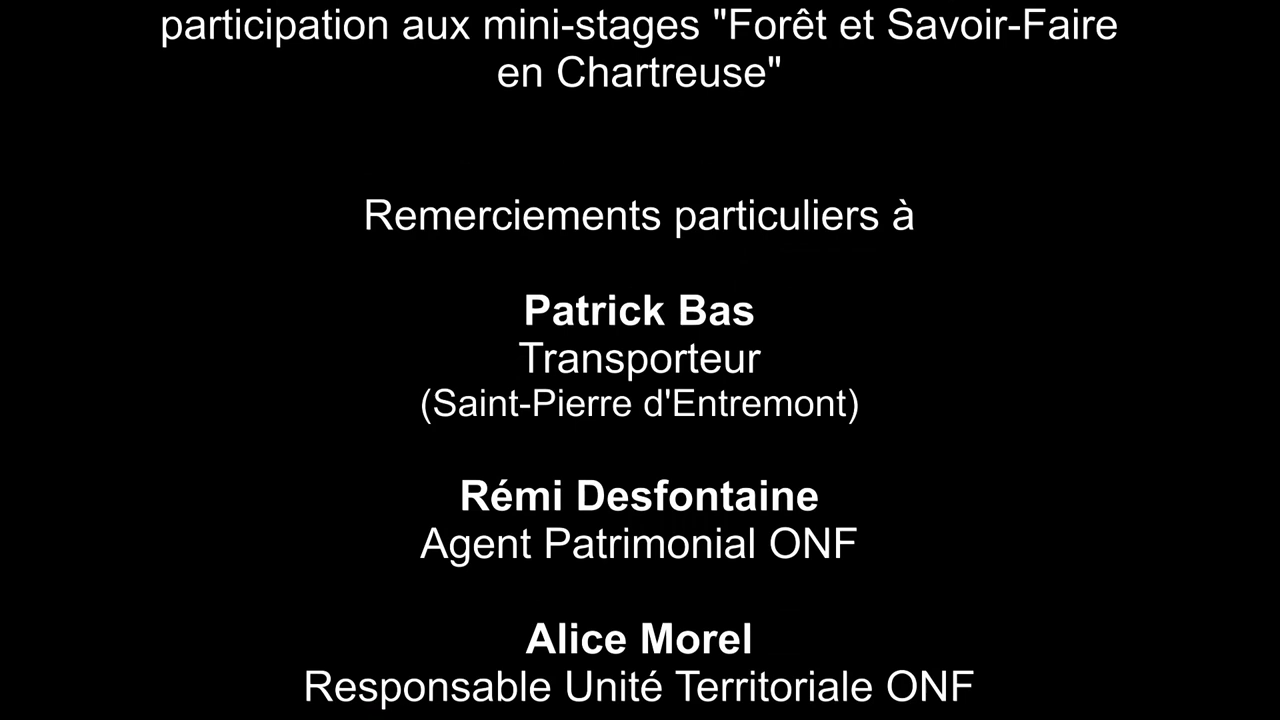 participation aux mini-stages "Forêt et Savoir-Faire
en Chartreuse"
Remerciements particuliers à
Patrick Bas
Transporteur
(Saint-Pierre d'Entremont)
Rémi Desfontaine
Agent Patrimonial ONF
Alice Morel
Responsable Unité Territoriale ONF